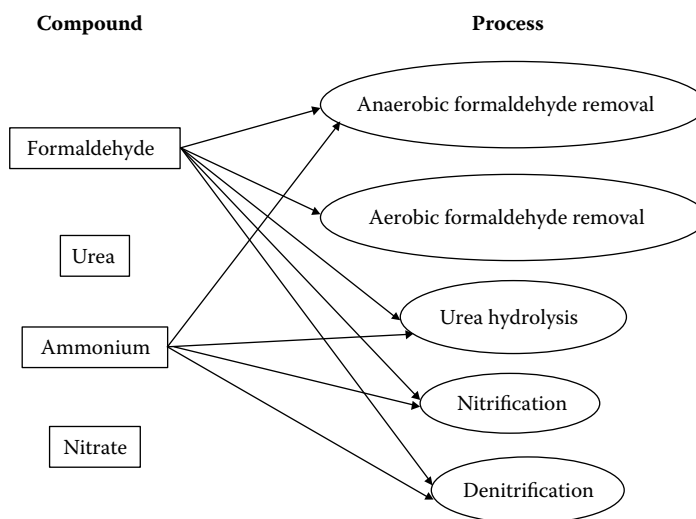 Compound
Process
Anaerobic formaldehyde removal
Formaldehyde
Aerobic formaldehyde removal
Urea
Urea hydrolysis
Ammonium
Nitrification
Nitrate
Denitrification